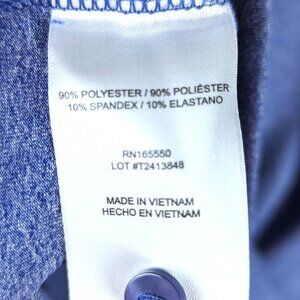 90% POLYESTER / 90% POLIÉSTER
10% SPANDEX / 10% ELASTANO
RN165550
LOT #T2413848
MADE IN VIETNAM
HECHO EN VIETNAM